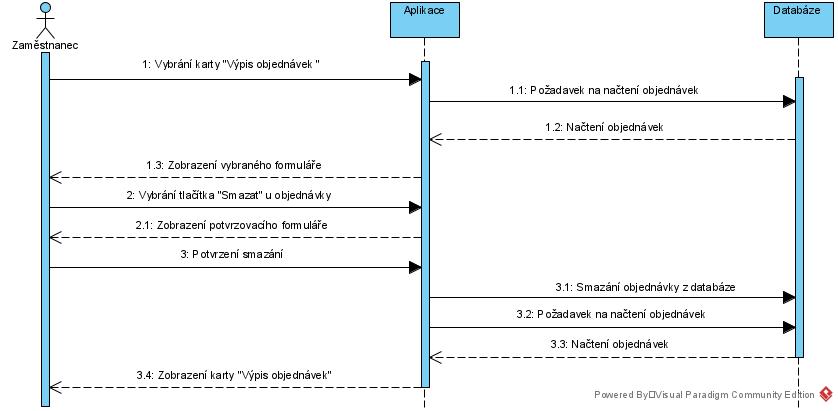 Aplikace
Databáze
Zaměstnanec
1: Vybrání karty "Výpis objednávek "
1.1: Požadavek na načtení objednávek
1.2: Načtení objednávek
1.3: Zobrazení vybraného formuláře
2: Vybrání tlačítka "Smazat" u objednávky
2.1: Zobrazení potvrzovacího formuláře
3: Potvrzení smazání
3.1: Smazání objednávky z databáze
3.2: Požadavek na načtení objednávek
3.3: Načtení objednávek
3.4: Zobrazení karty "Výpis objednávek"
Powered By□Visual Paradigm Community Edition